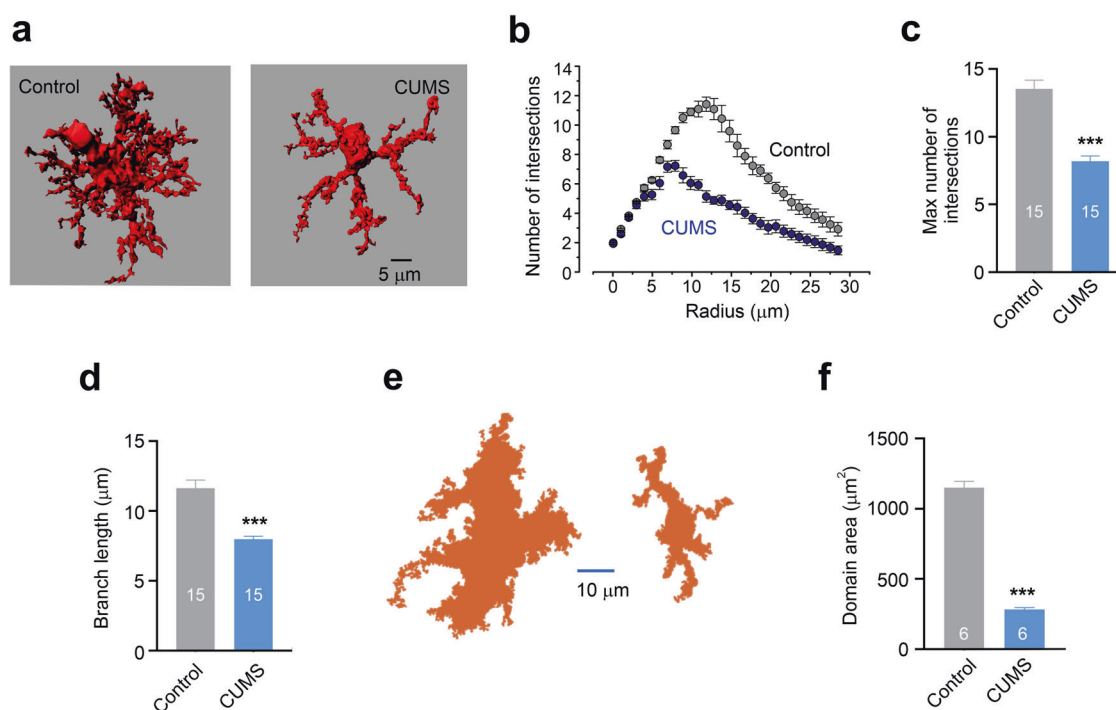 a
Control
CUMS
5 μm
b
Number of intersections
14
12
10
8
6
4
2
0
Control
CUMS
0 5 10 15 20 25 30
Radius (μm)
c
Max number of
intersections
15
10
5
0
15
***
15
Control
CUMS
d
Branch length (μm)
15
10
5
0
15
***
15
Control
CUMS
e
10 μm
f
Domain area (μm²)
1500
1000
500
0
6
***
6
Control
CUMS